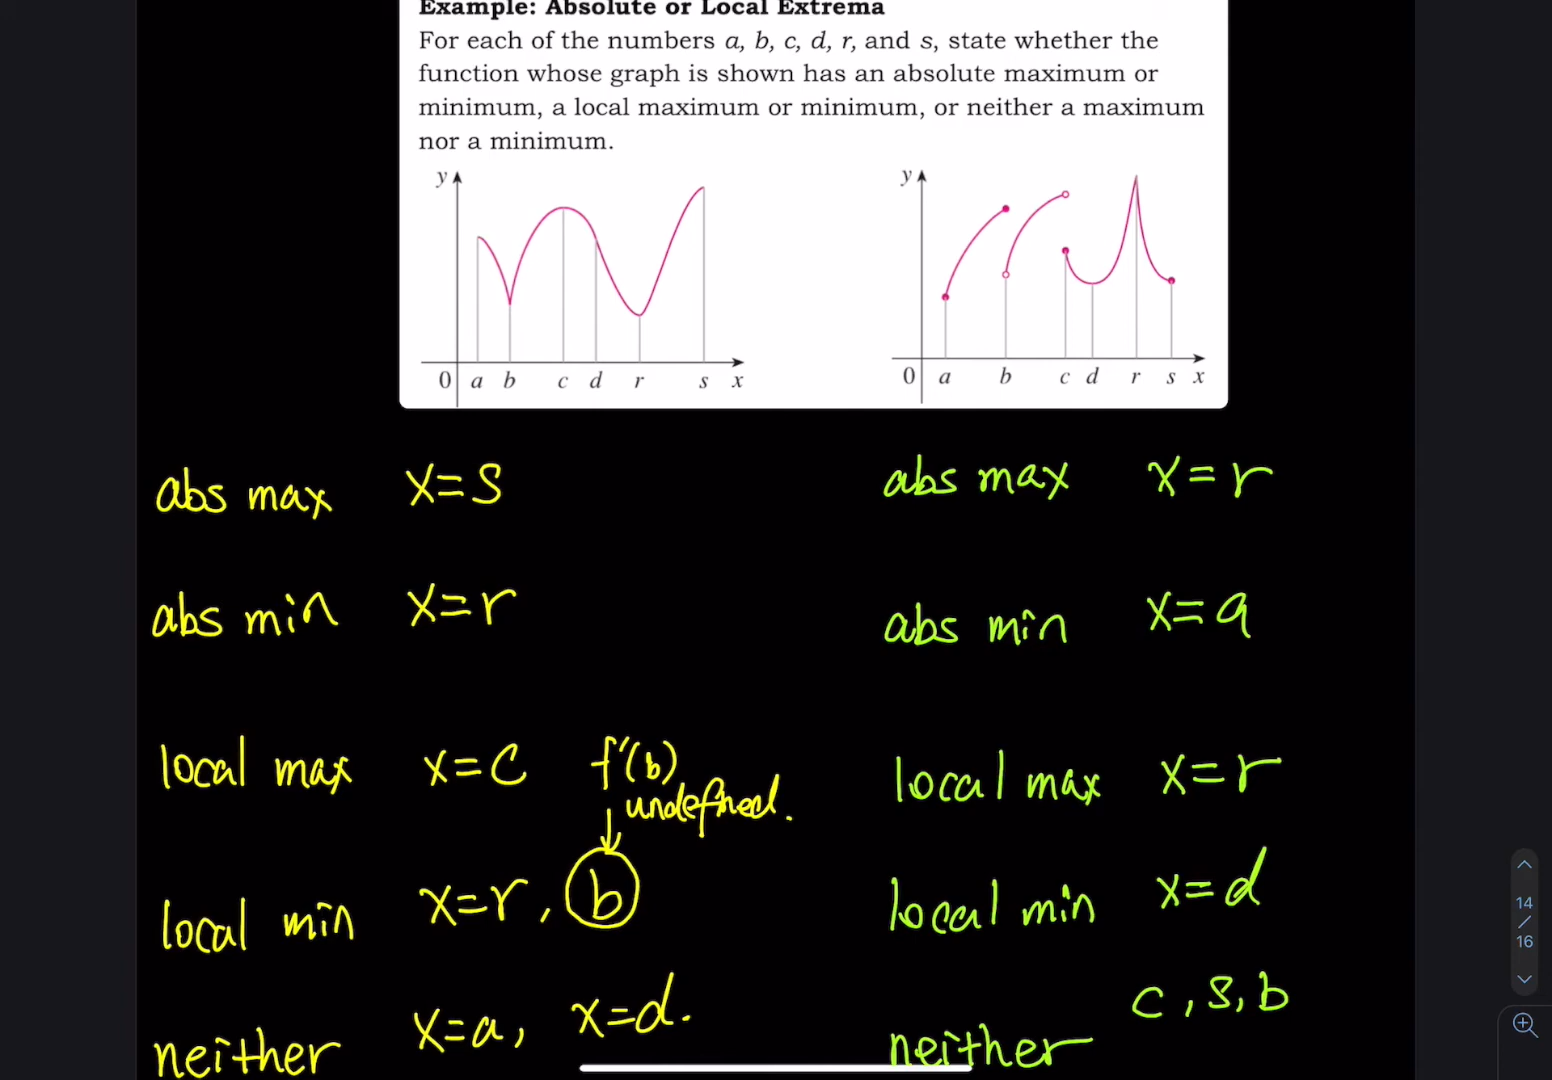 Example: Absolute or Local Extrema
For each of the numbers a, b, c, d, r, and s, state whether the
function whose graph is shown has an absolute maximum or
minimum, a local maximum or minimum, or neither a maximum
nor a minimum.
y
0 a b c d r s x
y
0 a b c d r s x
abs max x=s
abs min x=r
local max x=c f'(b)
undefined.
local min x=r, b
neither x=a, x=d.
abs max x=r
abs min x=a
local max x=r
local min x=d
c, s, b
neither
14
/
16